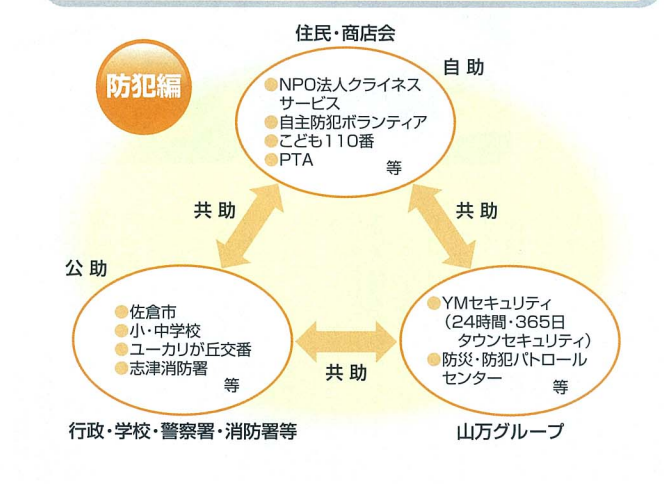 防犯編
住民・商店会
自助
●NPO法人クライネス
サービス
●自主防犯ボランティア
●こども110番
●PTA
等
共助
共助
公助
●佐倉市
●小・中学校
●ユーカリが丘交番
●志津消防署
等
共助
●YMセキュリティ
(24時間・365日
タウンセキュリティ)
●防災・防犯パトロール
センター
等
行政・学校・警察署・消防署等
山万グループ